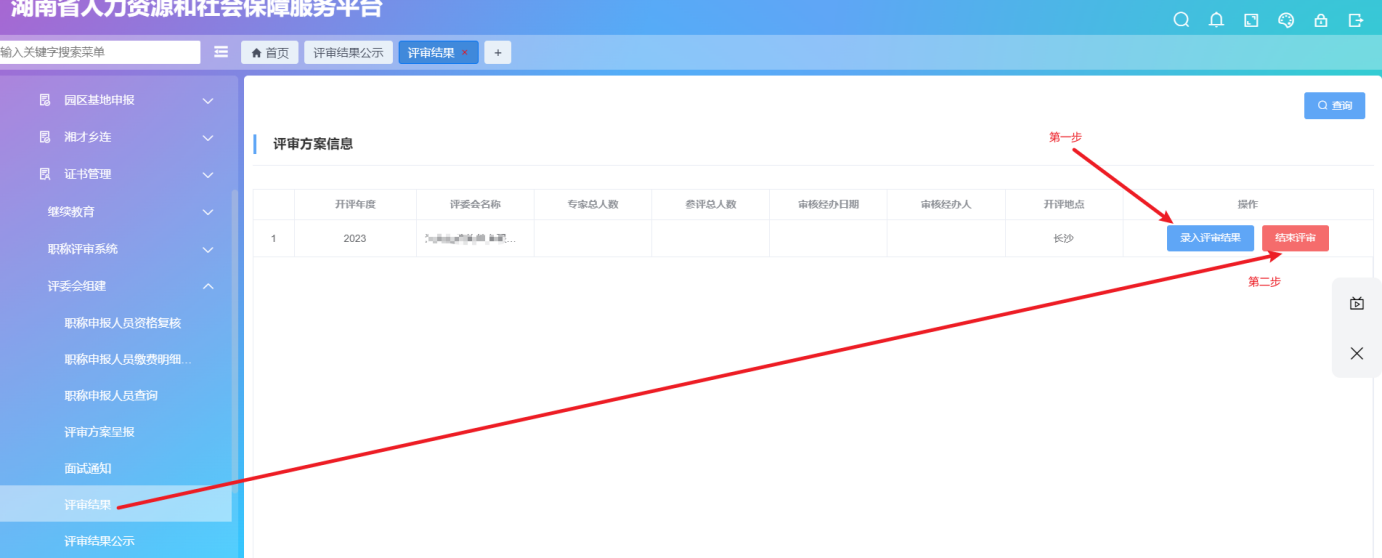 湖南省人力资源和社会保障服务平台
输入关键字搜索菜单
首页
评审结果公示
评审结果 ×
+
园区基地申报
湘才乡连
证书管理
继续教育
职称评审系统
评委会组建
职称申报人员资格复核
职称申报人员缴费明细...
职称申报人员查询
评审方案呈报
面试通知
评审结果
评审结果公示
查询
评审方案信息
第一步
开评年度 评委会名称 专家总人数 参评总人数 审核经办日期 审核经办人 开评地点 操作
1 2023 长沙 录入评审结果 结束评审
第二步